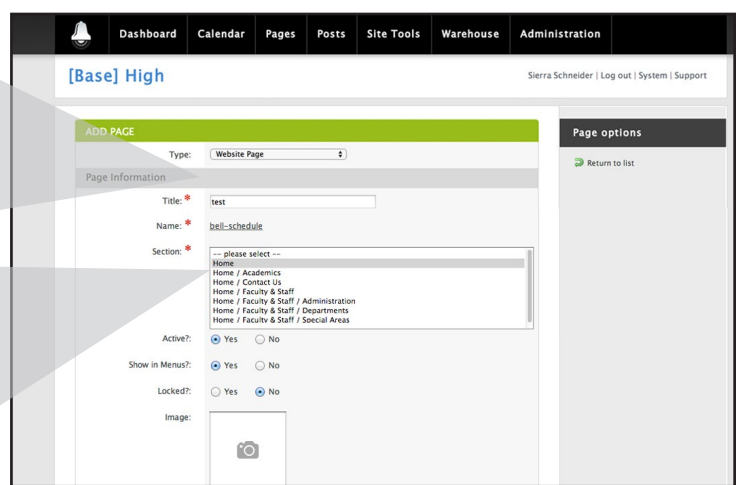 Dashboard Calendar Pages Posts Site Tools Warehouse Administration
[Base] High
Sierra Schneider | Log out | System | Support
ADD PAGE
Page options
Type: Website Page
Return to list
Page Information
Title: * test
Name: * bell-schedule
Section: * -- please select --
Home
Home / Academics
Home / Contact Us
Home / Faculty & Staff
Home / Faculty & Staff / Administration
Home / Faculty & Staff / Departments
Home / Faculty & Staff / Special Areas
Active?: Yes No
Show in Menus?: Yes No
Locked?: Yes No
Image: